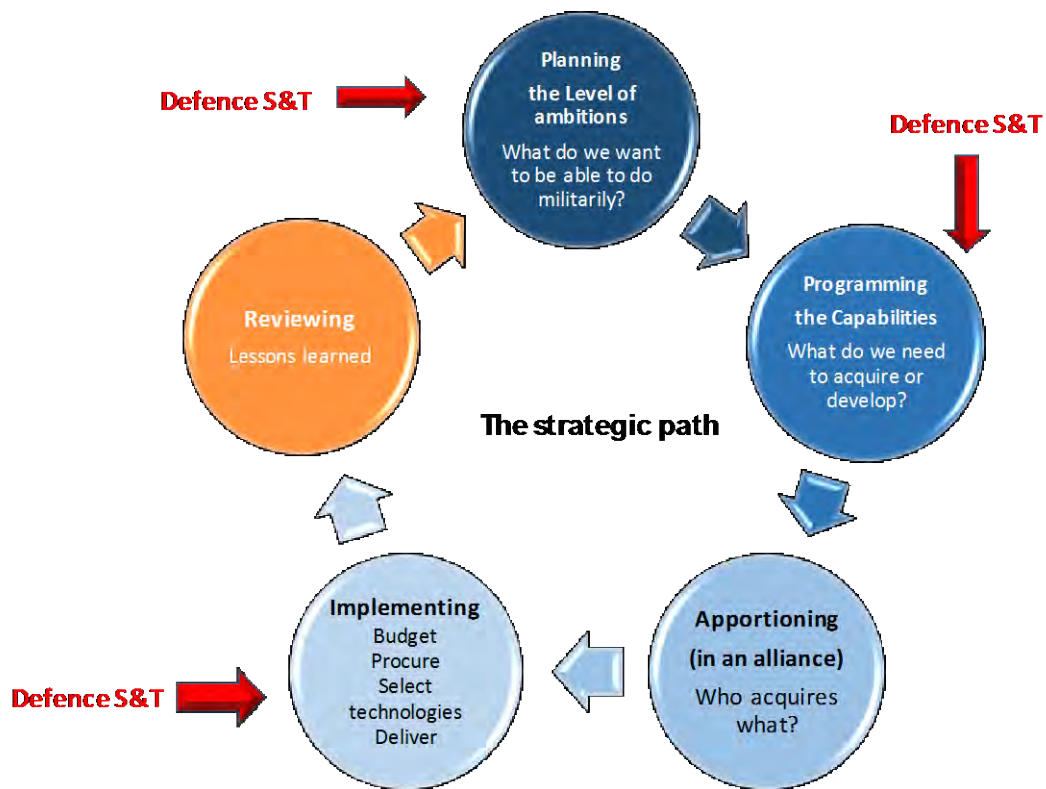 Planning
the Level of
ambitions
What do we want
to be able to do
militarily?
Defence S&T
Defence S&T
Programming
the Capabilities
What do we need
to acquire or
develop?
Reviewing
Lessons learned
The strategic path
Apportioning
(in an alliance)
Who acquires
what?
Implementing
Budget
Procure
Select
technologies
Deliver
Defence S&T